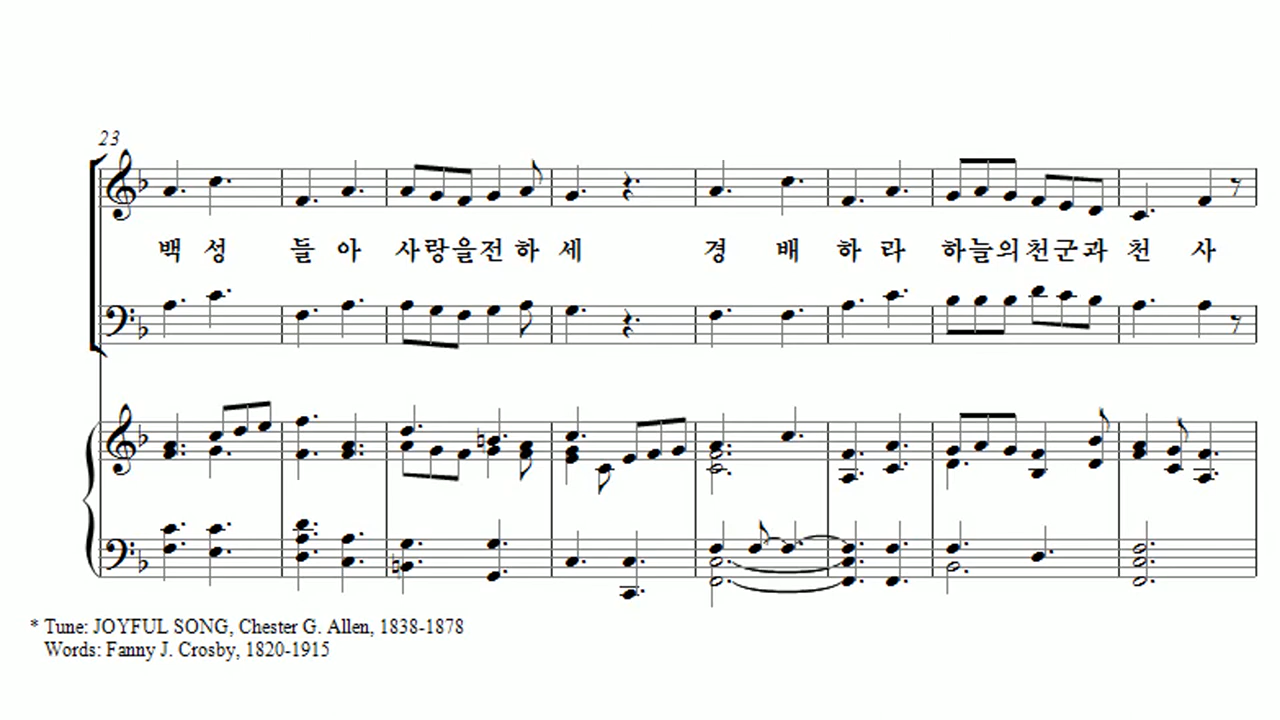 23
백 성 들 아 사랑을전 하 세 경 배 하 라 하늘의천군과 천 사
* Tune: JOYFUL SONG, Chester G. Allen, 1838-1878
Words: Fanny J. Crosby, 1820-1915